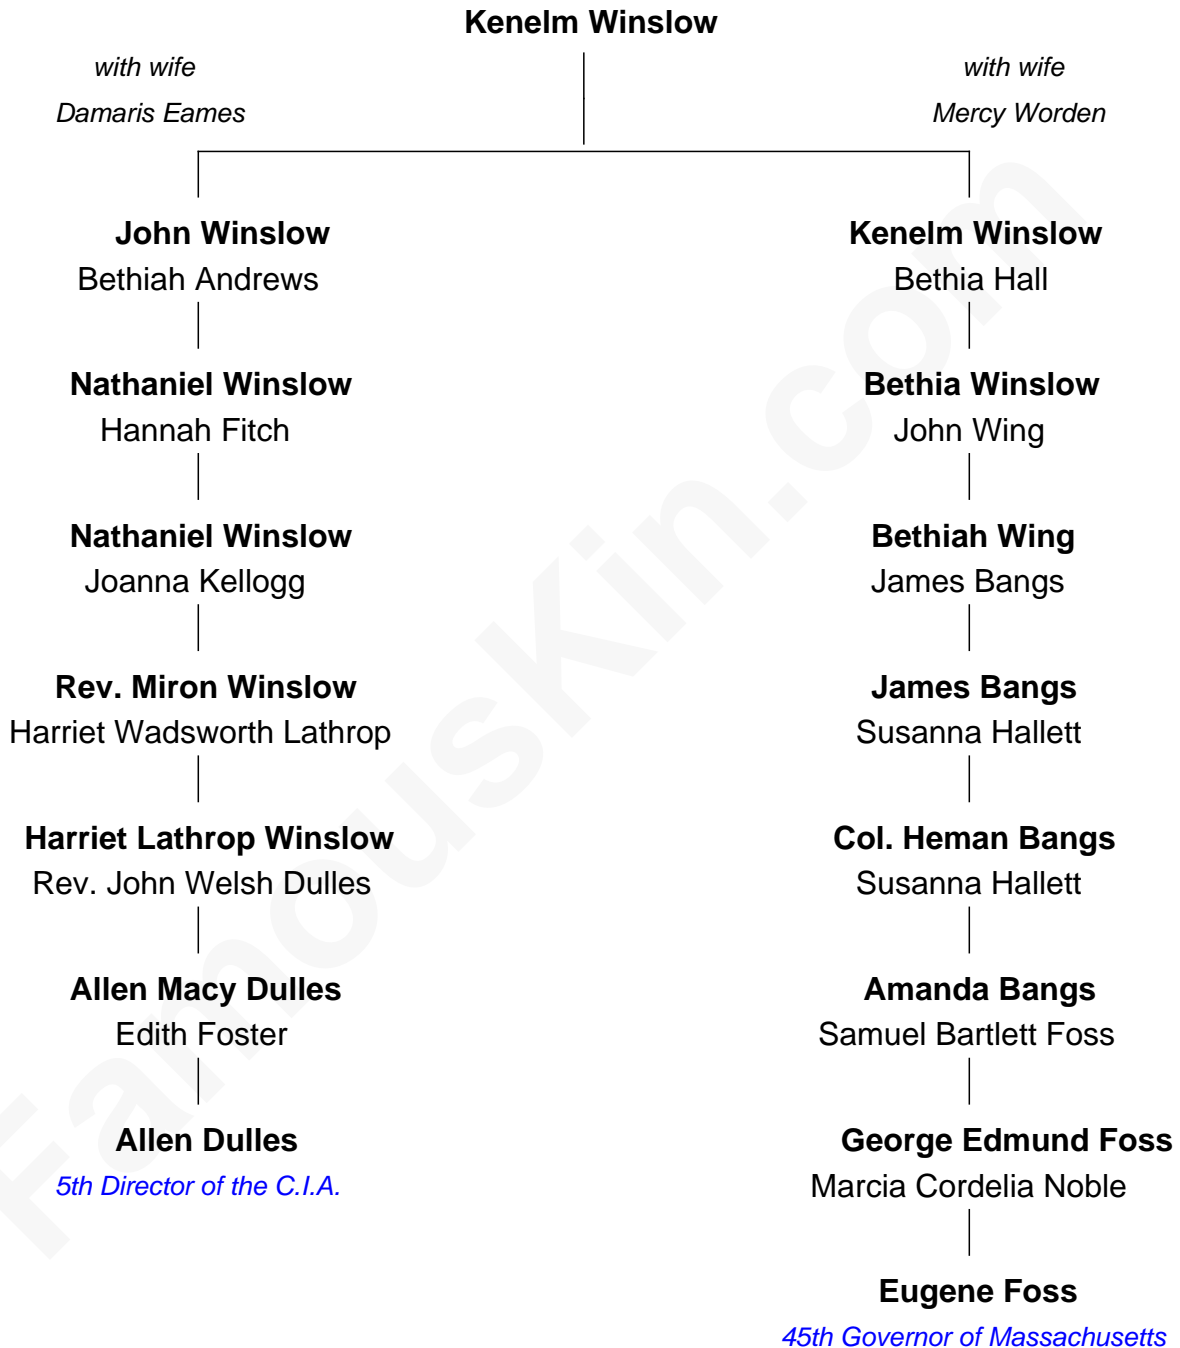 Kenelm Winslow
with wife
Damaris Eames
with wife
Mercy Worden
John Winslow
Bethiah Andrews
Kenelm Winslow
Bethia Hall
Nathaniel Winslow
Hannah Fitch
Bethia Winslow
John Wing
Nathaniel Winslow
Joanna Kellogg
Bethiah Wing
James Bangs
Rev. Miron Winslow
Harriet Wadsworth Lathrop
James Bangs
Susanna Hallett
Harriet Lathrop Winslow
Rev. John Welsh Dulles
Col. Heman Bangs
Susanna Hallett
Allen Macy Dulles
Edith Foster
Amanda Bangs
Samuel Bartlett Foss
Allen Dulles
5th Director of the C.I.A.
George Edmund Foss
Marcia Cordelia Noble
Eugene Foss
45th Governor of Massachusetts
FamousKin.com